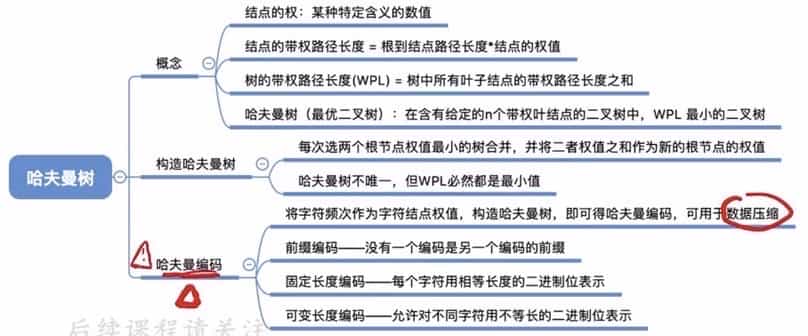 结点的权：某种特定含义的数值
结点的带权路径长度 = 根到结点路径长度*结点的权值
概念
树的带权路径长度(WPL) = 树中所有叶子结点的带权路径长度之和
哈夫曼树（最优二叉树）：在含有给定的n个带权叶结点的二叉树中，WPL 最小的二叉树
每次选两个根节点权值最小的树合并，并将二者权值之和作为新的根节点的权值
哈夫曼树
构造哈夫曼树
哈夫曼树不唯一，但WPL必然都是最小值
将字符频次作为字符结点权值，构造哈夫曼树，即可得哈夫曼编码，可用于数据压缩
前缀编码——没有一个编码是另一个编码的前缀
哈夫曼编码
固定长度编码——每个字符用相等长度的二进制位表示
可变长度编码——允许对不同字符用不等长的二进制位表示
后续课程请关注